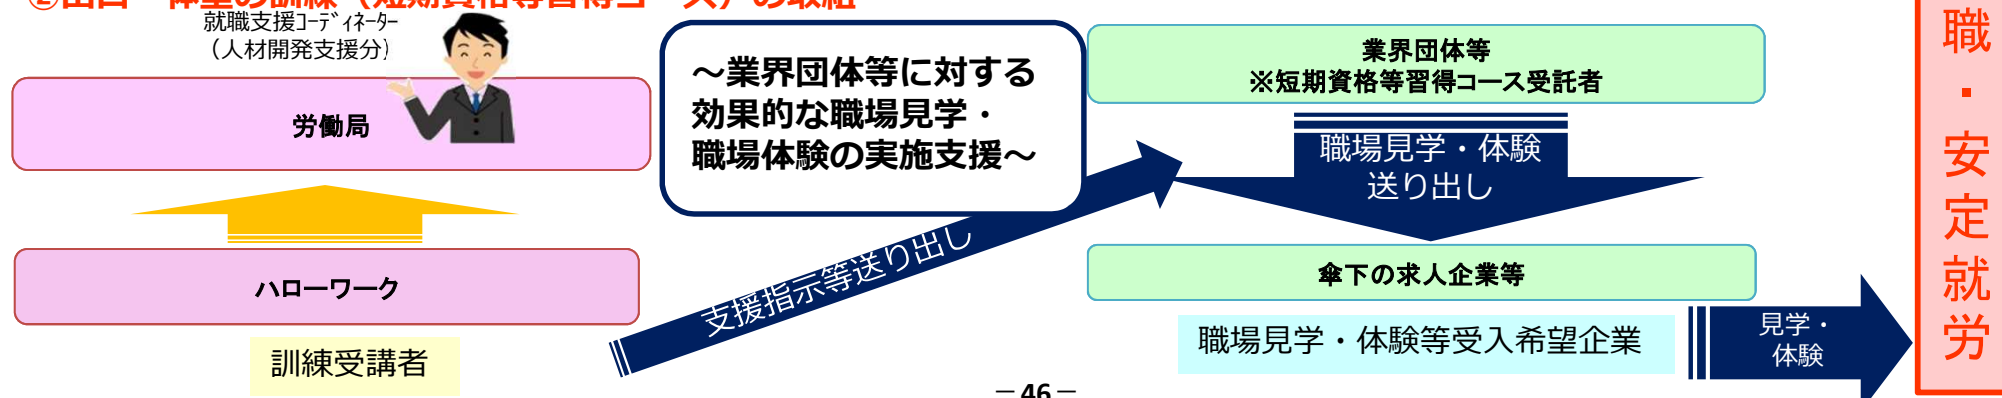 就職支援ｺｰﾃﾞｨﾈｰﾀｰ
（人材開発支援分）
労働局
ハローワーク
訓練受講者
～業界団体等に対する
効果的な職場見学・
職場体験の実施支援～
支援指示等送り出し
業界団体等
※短期資格等習得コース受託者
職場見学・体験
送り出し
傘下の求人企業等
職場見学・体験等受入希望企業
見学・
体験
職・安定就労
－46－